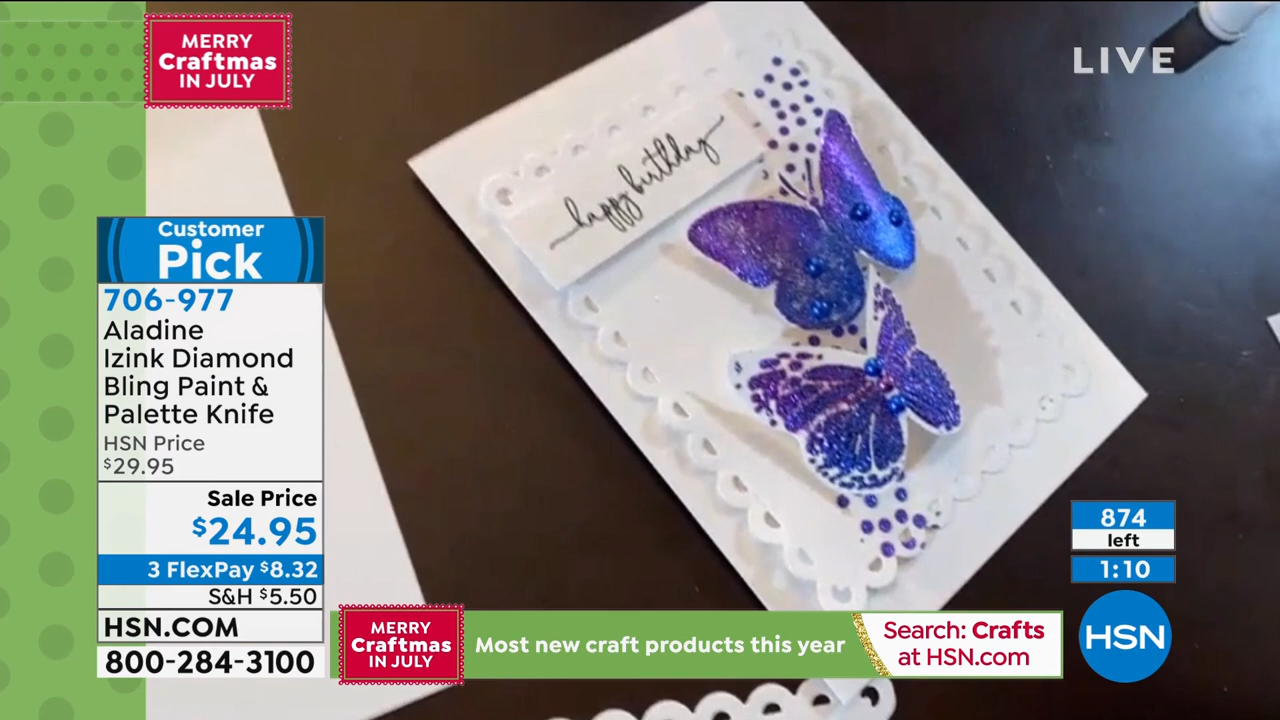 MERRY
Craftmas
IN JULY
LIVE
happy birthday
Customer
Pick
706-977
Aladine
Izink Diamond
Bling Paint &
Palette Knife
HSN Price
$29.95
Sale Price
$24.95
3 FlexPay $8.32
S&H $5.50
HSN.COM
800-284-3100
874
left
1:10
HSN
MERRY
Craftmas
IN JULY
Most new craft products this year
Search: Crafts
at HSN.com